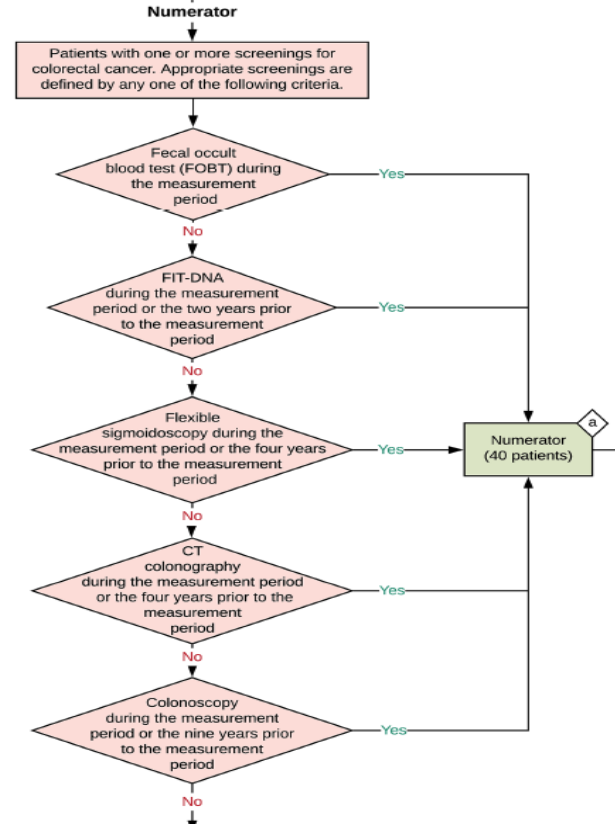 Numerator
Patients with one or more screenings for
colorectal cancer. Appropriate screenings are
defined by any one of the following criteria.
Fecal occult
blood test (FOBT) during
the measurement
period
Yes
No
FIT-DNA
during the measurement
period or the two years prior
to the measurement
period
Yes
No
Flexible
sigmoidoscopy during the
measurement period or the four years
prior to the measurement
period
Yes
a
Numerator
(40 patients)
No
CT
colonography
during the measurement period
or the four years prior to the
measurement
period
Yes
No
Colonoscopy
during the measurement
period or the nine years prior
to the measurement
period
Yes
No